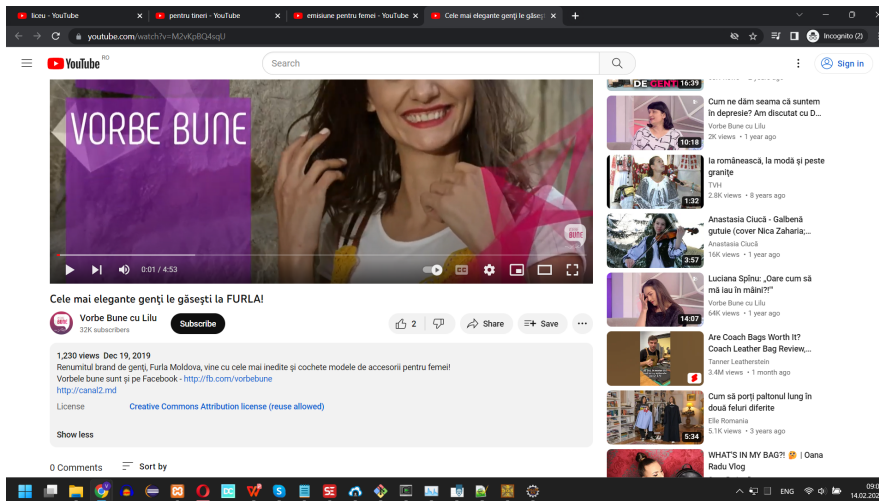 liceu - YouTube
pentru tineri - YouTube
emisiune pentru femei - YouTube
Cele mai elegante genți le găseșt
youtube.com/watch?v=M2vKpBQ4sqU
Incognito (2)
YouTube RO
Search
Sign in
VORBE BUNE
BUNE
0:01 / 4:53
CC
Cele mai elegante genți le găsești la FURLA!
Vorbe Bune cu Lilu
32K subscribers
Subscribe
2
Share
Save
1,230 views Dec 19, 2019
Renumitul brand de genți, Furla Moldova, vine cu cele mai inedite și cochete modele de accesorii pentru femei!
Vorbele bune sunt și pe Facebook - http://fb.com/vorbebune
http://canal2.md
License
Creative Commons Attribution license (reuse allowed)
Show less
0 Comments
Sort by
DE GENT
16:39
Cum ne dăm seama că suntem
în depresie? Am discutat cu D...
Vorbe Bune cu Lilu
2K views • 1 year ago
10:18
Ia românească, la modă și peste
granițe
TVH
2.8K views • 8 years ago
1:32
Anastasia Ciucă - Galbenă
gutuie (cover Nica Zaharia;...
Anastasia Ciucă
16K views • 1 year ago
3:57
Luciana Spînu: „Oare cum să
mă iau în mâini?!"
Vorbe Bune cu Lilu
64K views • 1 year ago
14:07
Are Coach Bags Worth It?
Coach Leather Bag Review,...
Tanner Leatherstein
3.4M views • 1 month ago
Cum să porți paltonul lung în
două feluri diferite
Elle Romania
5.1K views • 3 years ago
5:34
WHAT'S IN MY BAG?! 🤔 | Oana
Radu Vlog
ENG
09:0
14.02.202